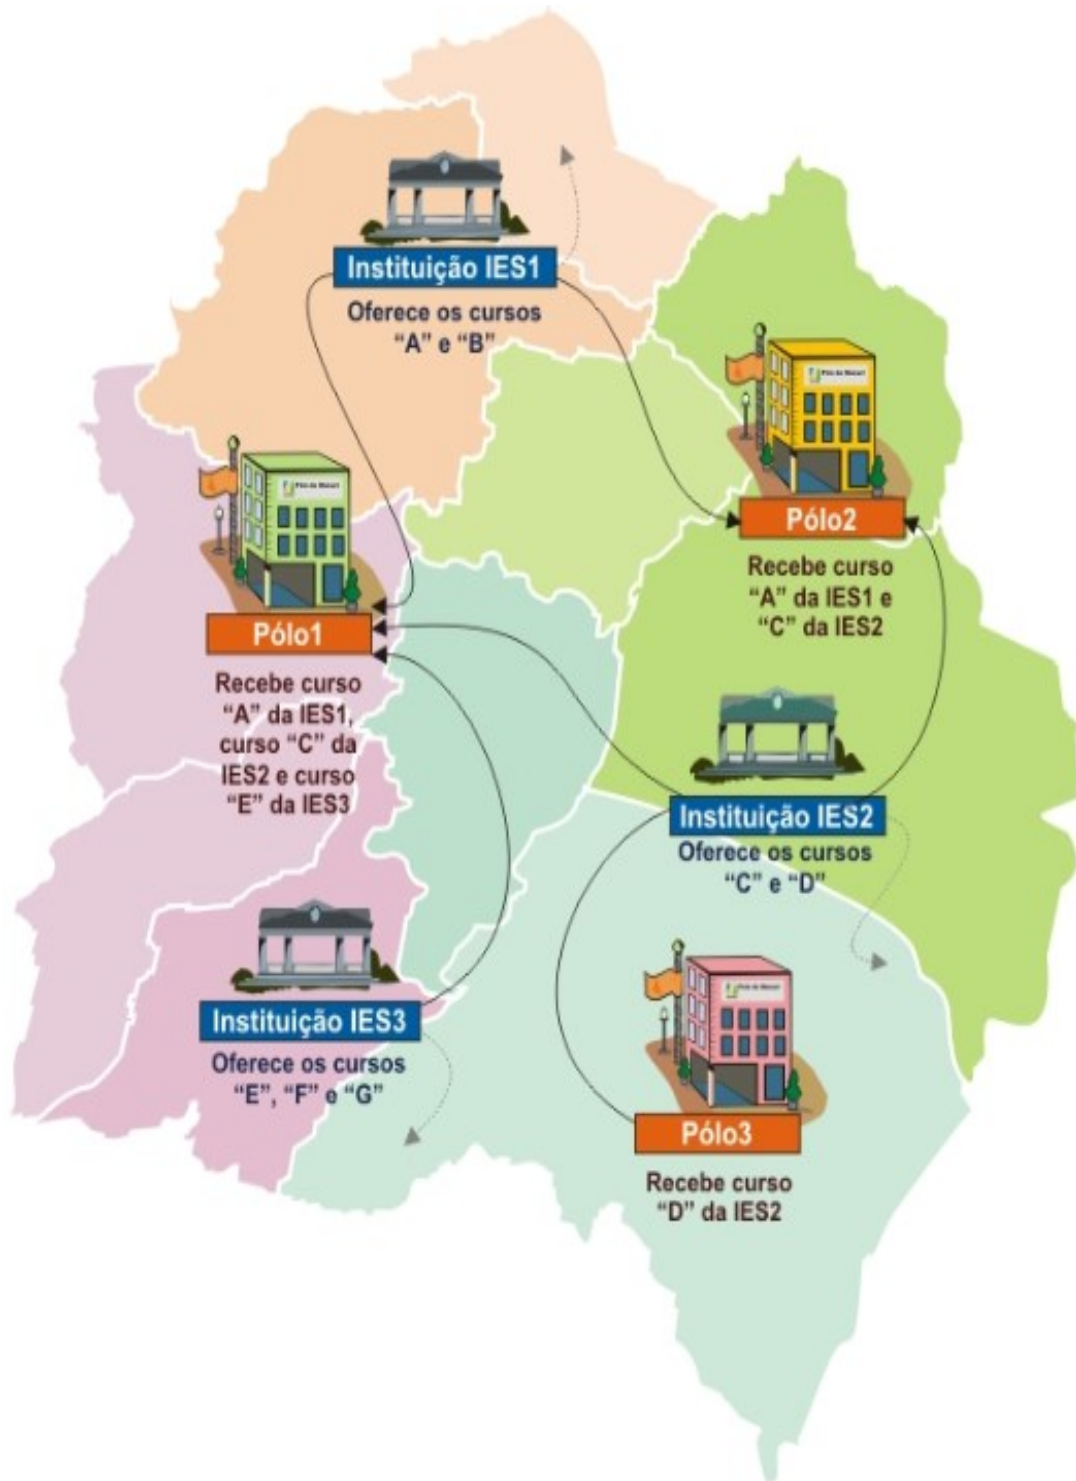 Instituição IES1
Oferece os cursos
“A” e “B”
Pólo2
Recebe curso
“A” da IES1 e
“C” da IES2
Pólo1
Recebe curso
“A” da IES1,
curso “C” da
IES2 e curso
“E” da IES3
Instituição IES2
Oferece os cursos
“C” e “D”
Instituição IES3
Oferece os cursos
“E”, “F” e “G”
Pólo3
Recebe curso
“D” da IES2